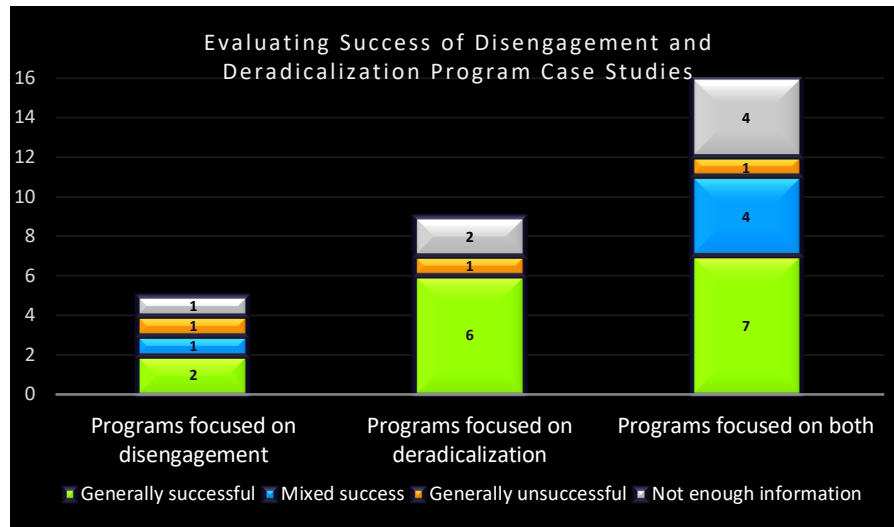 Evaluating Success of Disengagement and
Deradicalization Program Case Studies
16
14
12
10
8
6
4
2
0
1
1
1
2
2
1
6
4
1
4
7
Programs focused on
disengagement
Programs focused on
deradicalization
Programs focused on both
Generally successful Mixed success Generally unsuccessful Not enough information